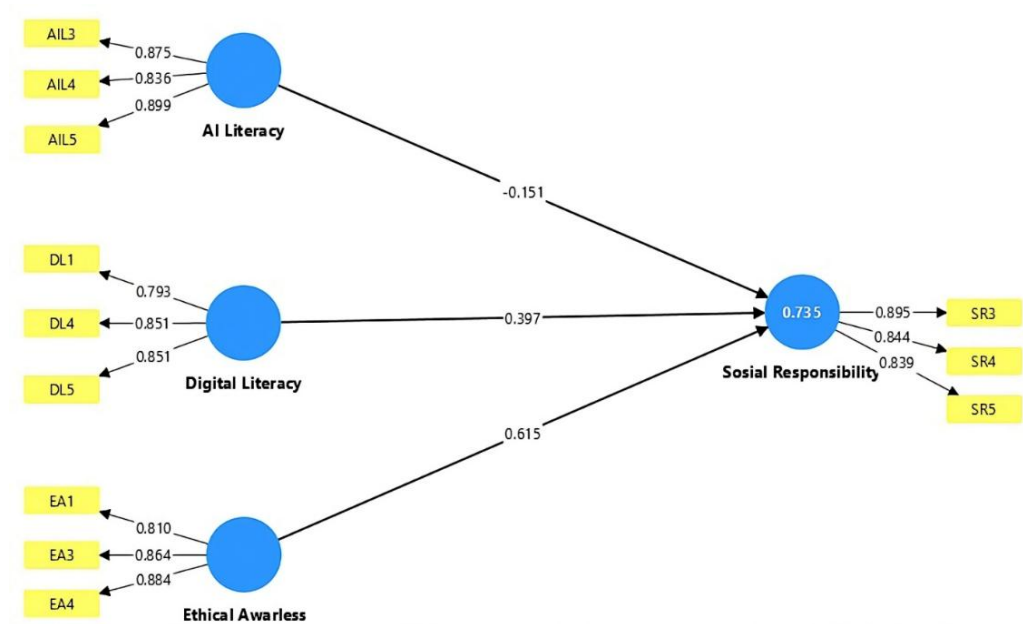 AIL3
0.875
AIL4
0.836
0.899
AIL5
AI Literacy
-0.151
DL1
0.793
DL4
0.851
0.851
DL5
Digital Literacy
0.397
0.735
0.895
SR3
0.844
SR4
0.839
SR5
Sosial Responsibility
0.615
EA1
0.810
EA3
0.864
0.884
EA4
Ethical Awarless